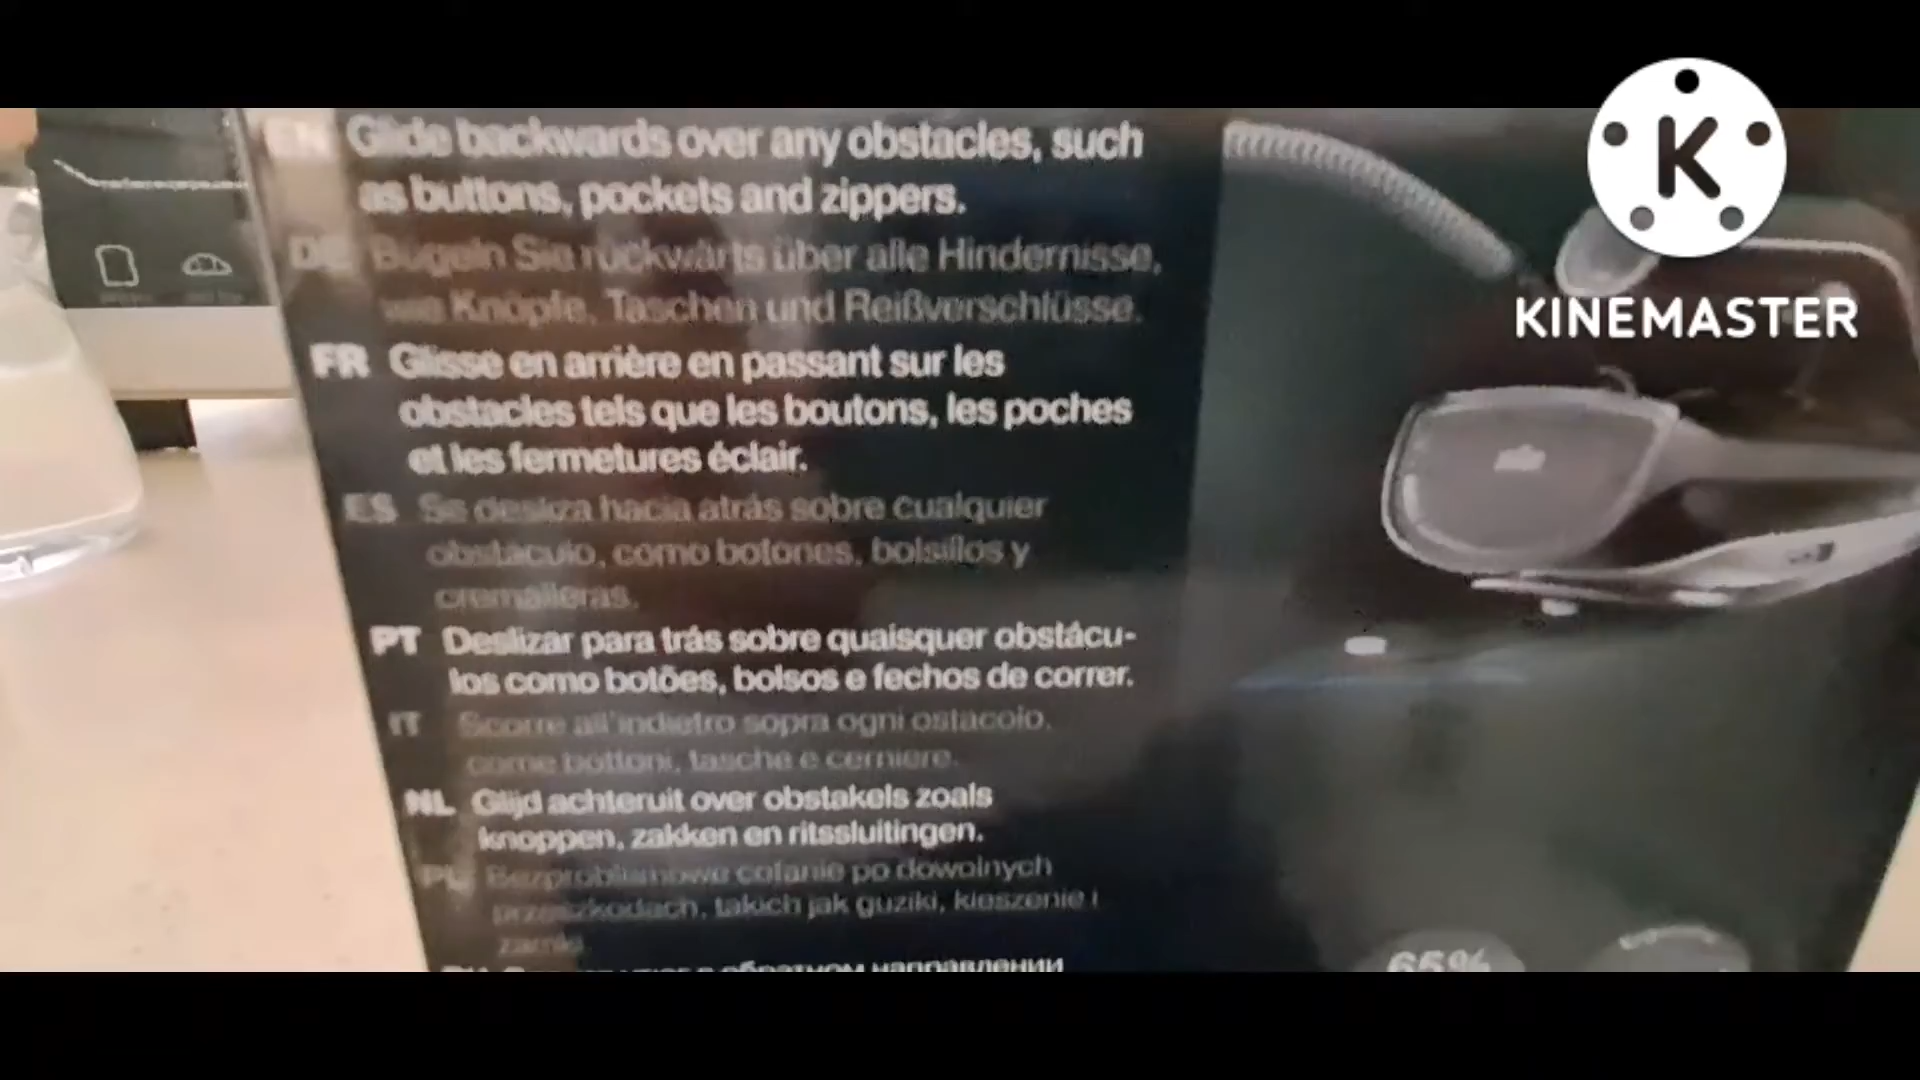 EN Glide backwards over any obstacles, such
as buttons, pockets and zippers.
DE Bügeln Sie rückwärts über alle Hindernisse,
wie Knöpfe, Taschen und Reißverschlüsse.
FR Glisse en arrière en passant sur les
obstacles tels que les boutons, les poches
et les fermetures éclair.
ES Se desliza hacia atrás sobre cualquier
obstáculo, como botones, bolsillos y
cremalleras.
PT Deslizar para trás sobre quaisquer obstácu-
los como botões, bolsos e fechos de correr.
IT Scorre all'indietro sopra ogni ostacolo,
come bottoni, tasche e cerniere.
NL Glijd achteruit over obstakels zoals
knoppen, zakken en ritssluitingen.
PL Bezproblemowe cofanie po dowolnych
przeszkodach, takich jak guziki, kieszenie i
zamki.
в обратном направлении
65%
K
KINEMASTER